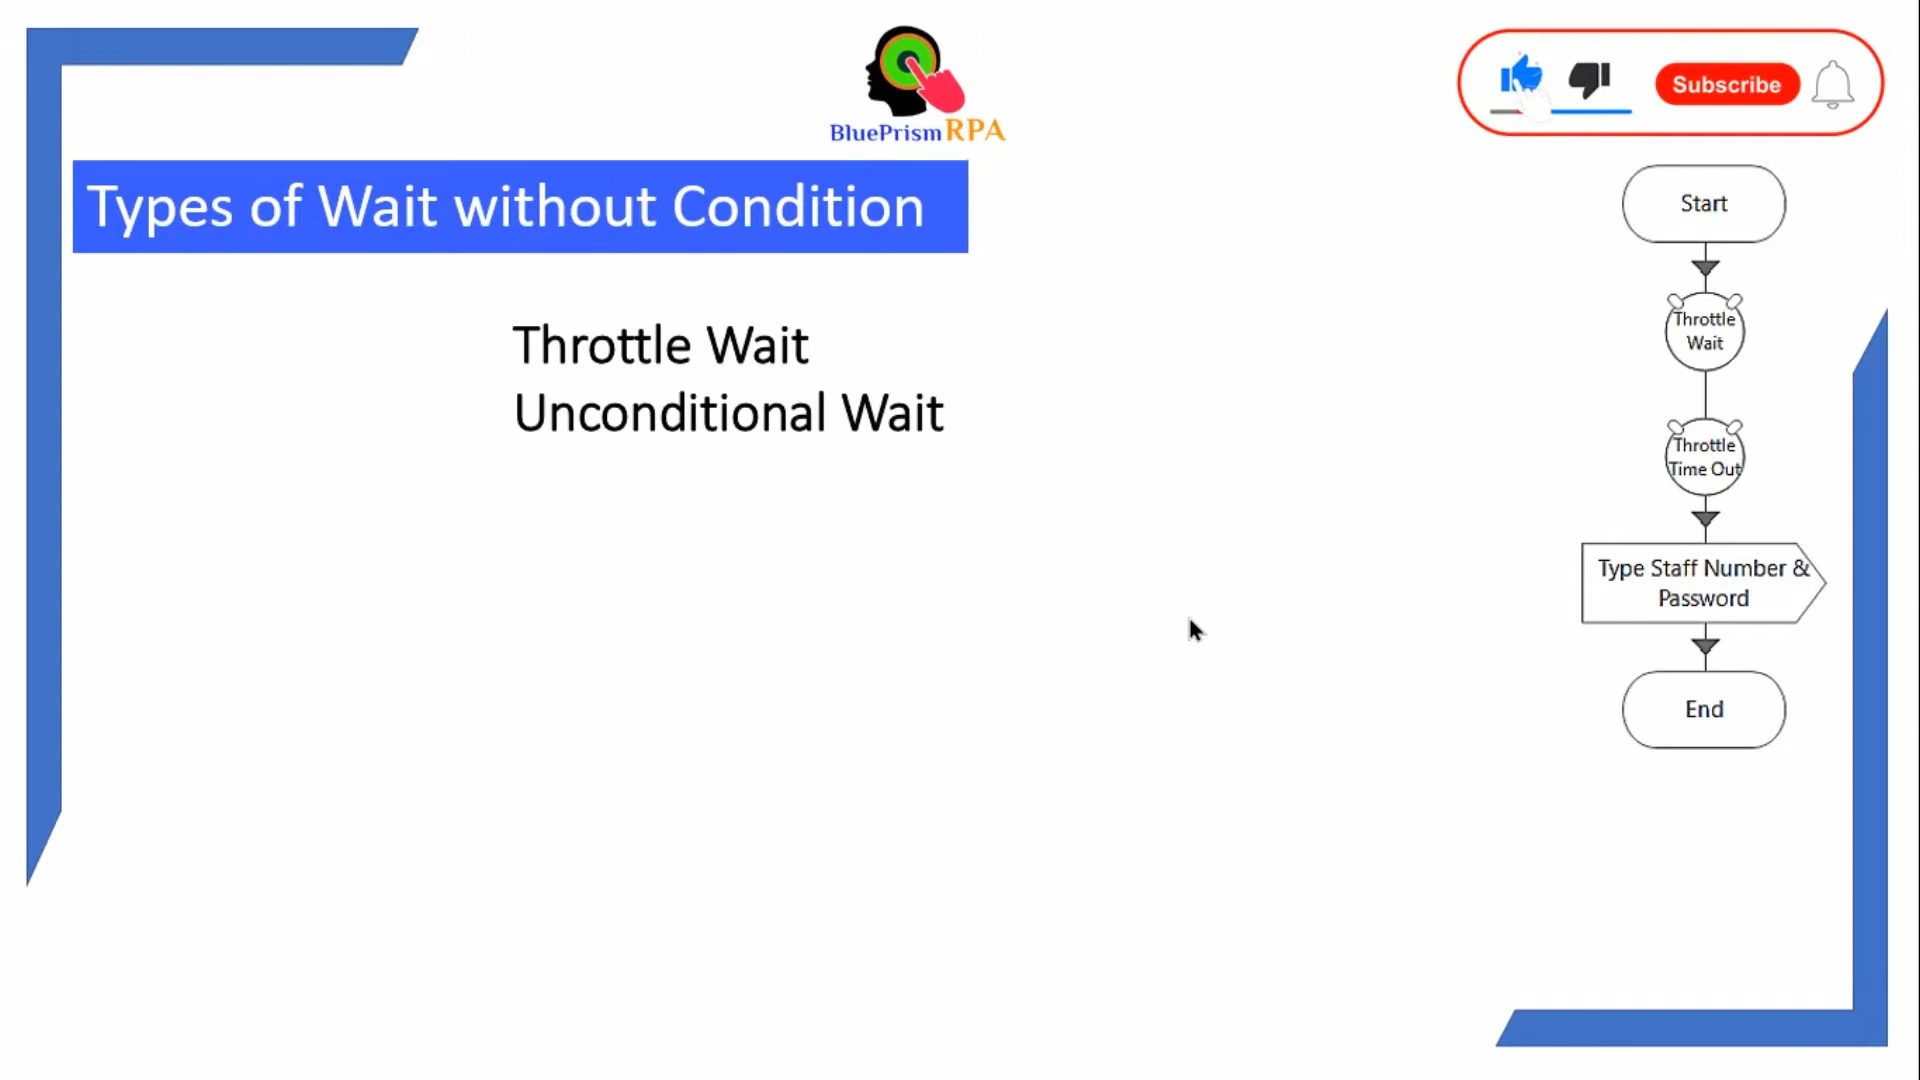 BluePrism RPA
Subscribe
Types of Wait without Condition
Throttle Wait
Unconditional Wait
Start
Throttle
Wait
Throttle
Time Out
Type Staff Number &
Password
End